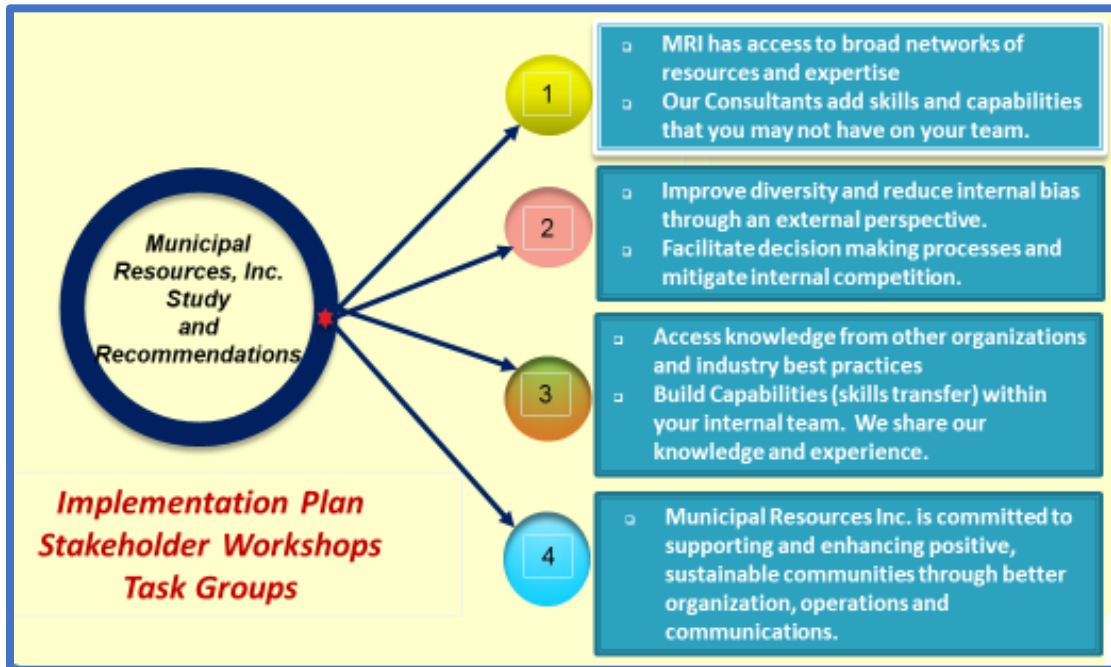 Municipal
Resources, Inc.
Study
and
Recommendations
Implementation Plan
Stakeholder Workshops
Task Groups
1
MRI has access to broad networks of
resources and expertise
Our Consultants add skills and capabilities
that you may not have on your team.
2
Improve diversity and reduce internal bias
through an external perspective.
Facilitate decision making processes and
mitigate internal competition.
3
Access knowledge from other organizations
and industry best practices
Build Capabilities (skills transfer) within
your internal team.  We share our
knowledge and experience.
4
Municipal Resources Inc. is committed to
supporting and enhancing positive,
sustainable communities through better
organization, operations and
communications.